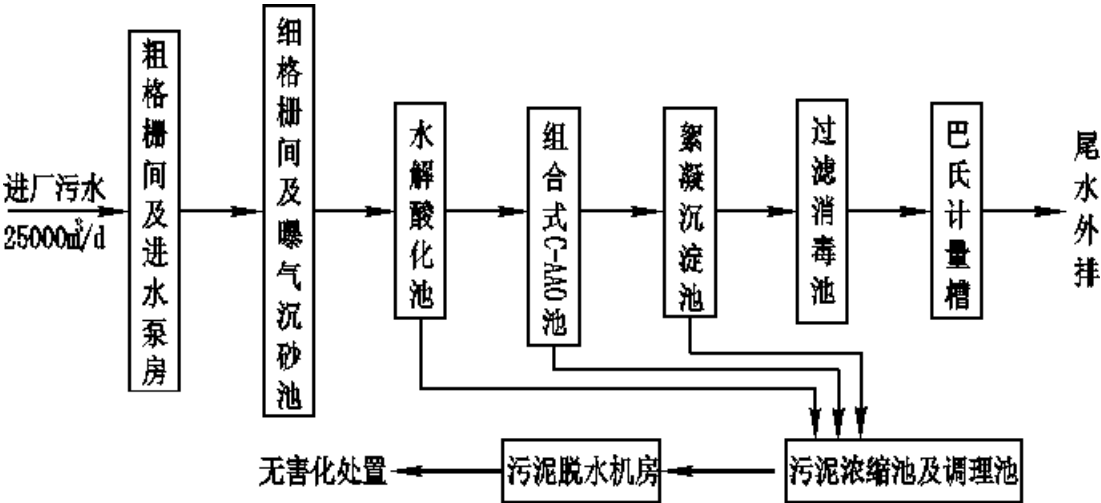 进厂污水
25000m³/d
粗格栅间及进水泵房
细格栅间及曝气沉砂池
水解酸化池
组合式C-AAO池
絮凝沉淀池
过滤消毒池
巴氏计量槽
尾水外排
无害化处置
污泥脱水机房
污泥浓缩池及调理池